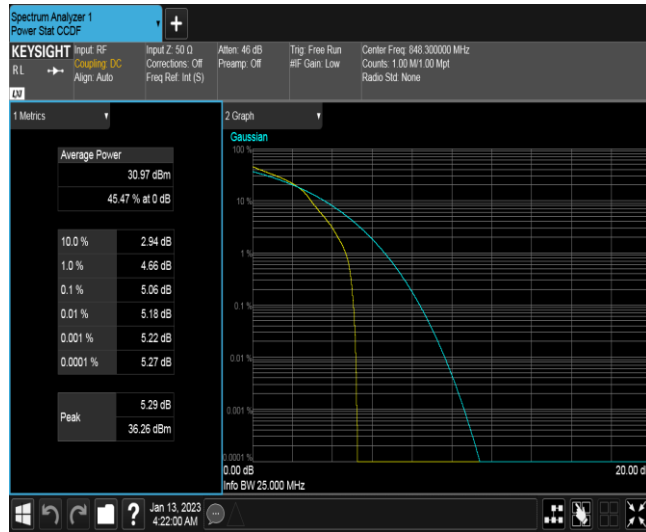 Spectrum Analyzer 1
Power Stat CCDF
+
KEYSIGHT
RL
LXI
Input: RF
Coupling: DC
Align: Auto
Input Z: 50 Ω
Corrections: Off
Freq Ref: Int (S)
Atten: 46 dB
Preamp: Off
Trig: Free Run
#IF Gain: Low
Center Freq: 848.300000 MHz
Counts: 1.00 M/1.00 Mpt
Radio Std: None
1 Metrics
Average Power
30.97 dBm
45.47 % at 0 dB
10.0 % 2.94 dB
1.0 % 4.66 dB
0.1 % 5.06 dB
0.01 % 5.18 dB
0.001 % 5.22 dB
0.0001 % 5.27 dB
Peak
5.29 dB
36.26 dBm
2 Graph
Gaussian
100 %
10 %
1 %
0.1 %
0.01 %
0.001 %
0.0001 %
0.00 dB
20.00 d
Info BW 25.000 MHz
?
Jan 13, 2023
4:22:00 AM